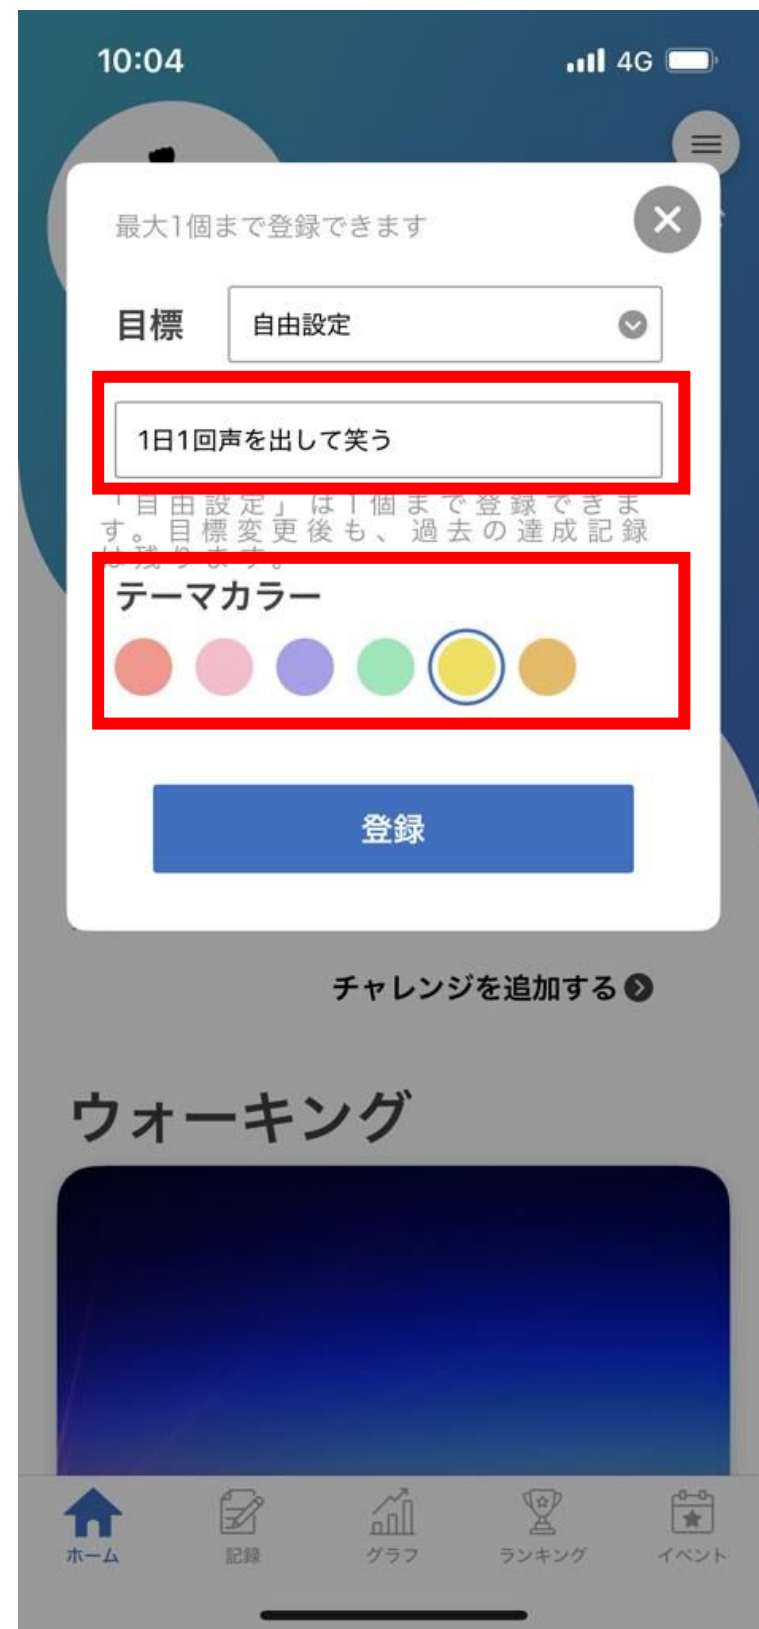 10:04
4G
最大1個まで登録できます
目標
自由設定
1日1回声を出して笑う
「自由設定」は1個まで登録できま
す。目標変更後も、過去の達成記録
は残ります。
テーマカラー
登録
チャレンジを追加する
ウォーキング
ホーム
記録
グラフ
ランキング
イベント